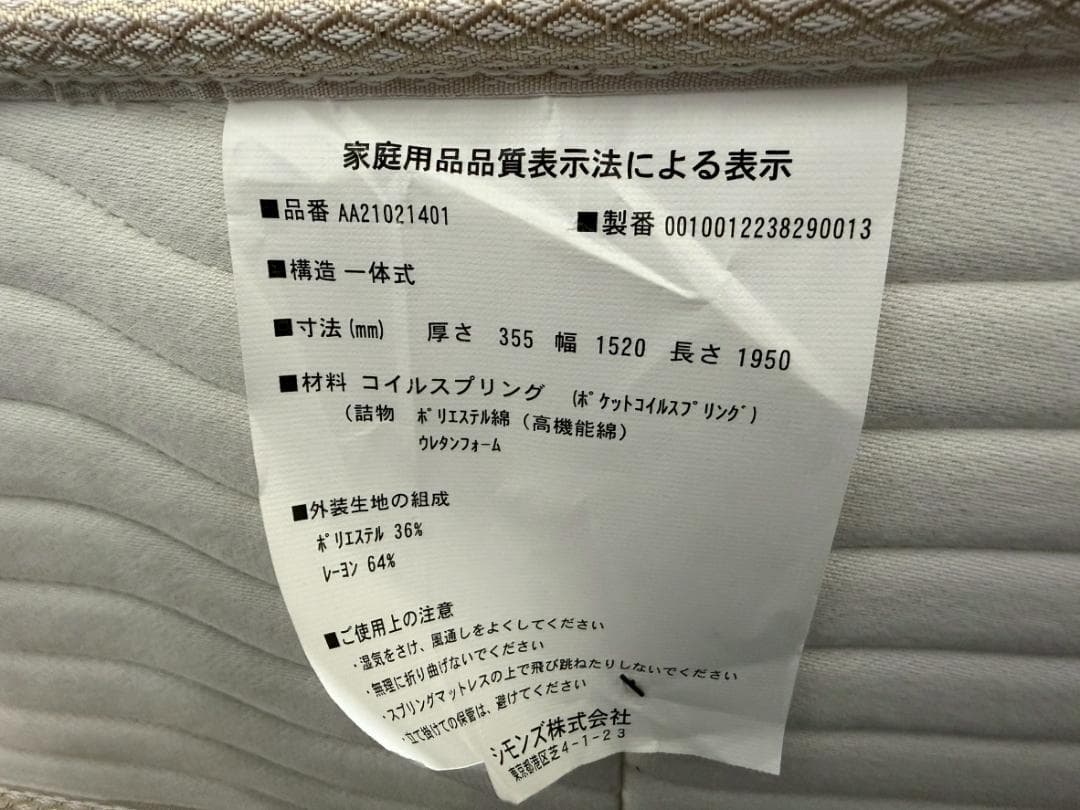 家庭用品品質表示法による表示
■品番 AA21021401 ■製番 0010012238290013
■構造 一体式
■寸法(mm) 厚さ 355 幅 1520 長さ 1950
■材料 コイルスプリング (ﾎﾟｹｯﾄｺｲﾙｽﾌﾟﾘﾝｸﾞ)
(詰物 ﾎﾟﾘｴｽﾃﾙ綿(高機能綿)
ｳﾚﾀﾝﾌｫｰﾑ
■外装生地の組成
ﾎﾟﾘｴｽﾃﾙ 36%
ﾚｰﾖﾝ 64%
■ご使用上の注意
・湿気をさけ、風通しをよくしてください
・無理に折り曲げないでください
・スプリングマットレスの上で飛び跳ねたりしないでください
・立て掛けての保管は、避けてください
シモンズ株式会社
東京都港区芝4-1-23